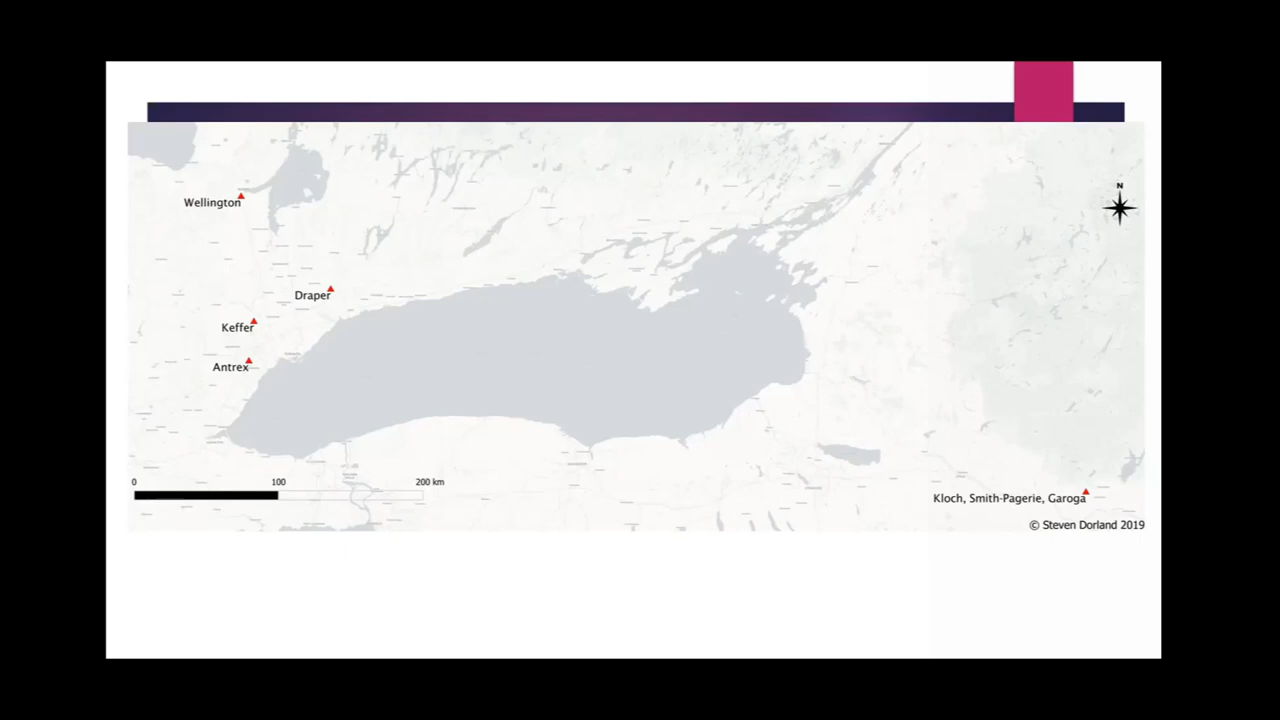 N
Wellington
Draper
Keffer
Antrex
0 100 200 km
Kloch, Smith-Pagerie, Garoga
© Steven Dorland 2019